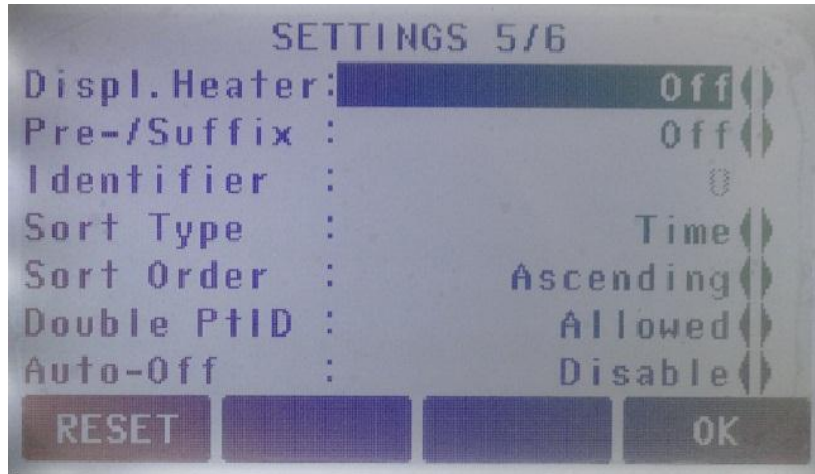 SETTINGS 5/6
Displ.Heater: Off
Pre-/Suffix : Off
Identifier : 0
Sort Type : Time
Sort Order : Ascending
Double PtID : Allowed
Auto-Off : Disable
RESET OK